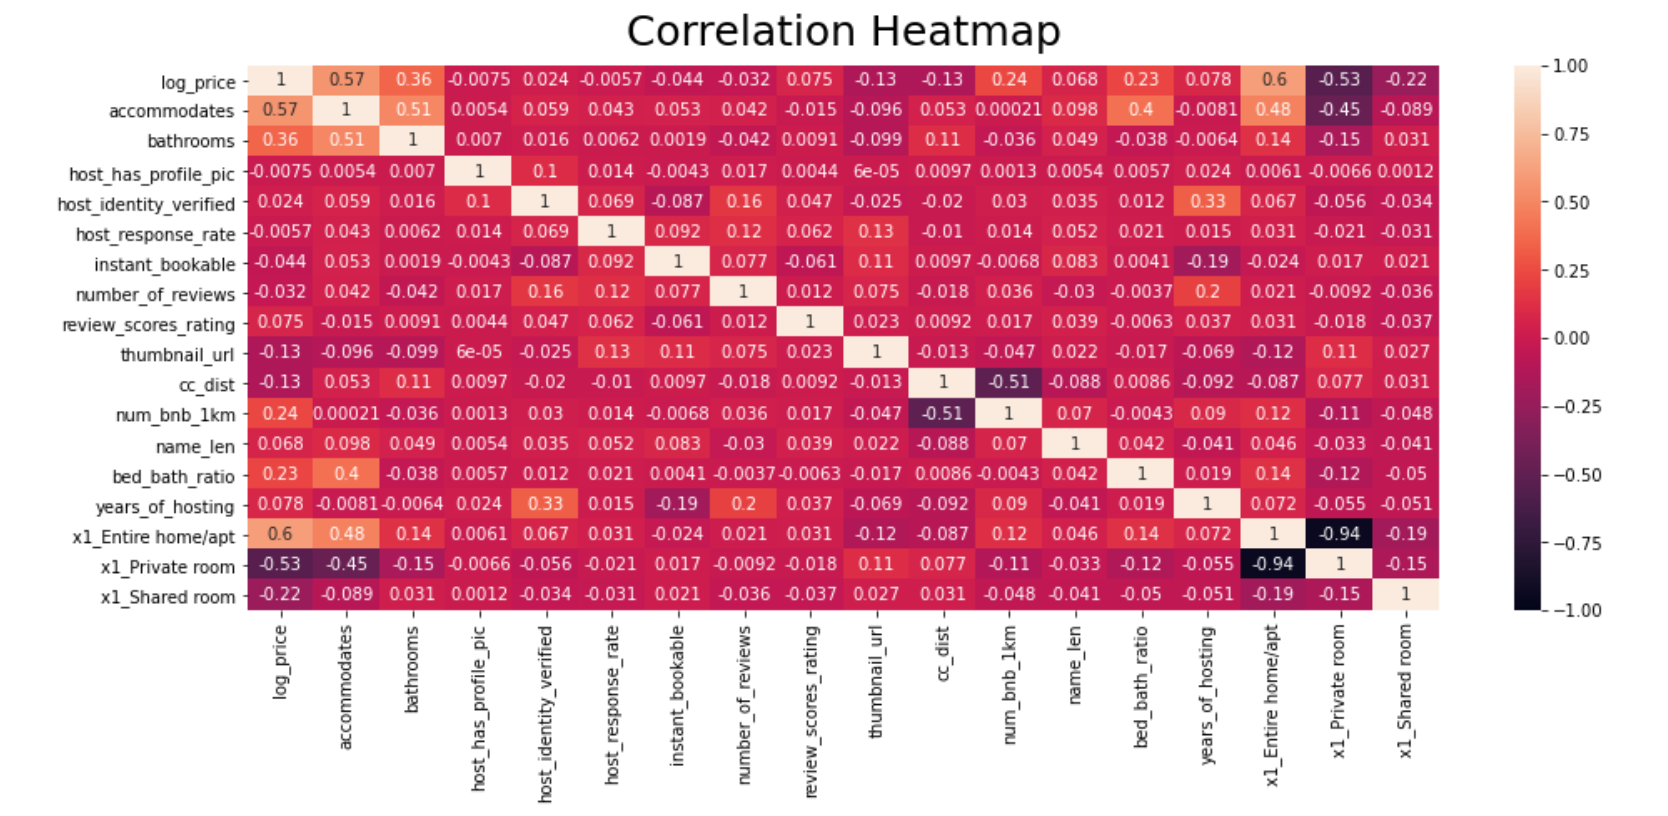 Correlation Heatmap
log_price 1 0.57 0.36 -0.0075 0.024 -0.0057 -0.044 -0.032 0.075 -0.13 -0.13 0.24 0.068 0.23 0.078 0.6 -0.53 -0.22
accommodates 0.57 1 0.51 0.0054 0.059 0.043 0.053 0.042 -0.015 -0.096 0.053 0.00021 0.098 0.4 -0.0081 0.48 -0.45 -0.089
bathrooms 0.36 0.51 1 0.007 0.016 0.0062 0.0019 -0.042 0.0091 -0.099 0.11 -0.036 0.049 -0.038 -0.0064 0.14 -0.15 0.031
host_has_profile_pic -0.0075 0.0054 0.007 1 0.1 0.014 -0.0043 0.017 0.0044 6e-05 0.0097 0.0013 0.0054 0.0057 0.024 0.0061 -0.0066 0.0012
host_identity_verified 0.024 0.059 0.016 0.1 1 0.069 -0.087 0.16 0.047 -0.025 -0.02 0.03 0.035 0.012 0.33 0.067 -0.056 -0.034
host_response_rate -0.0057 0.043 0.0062 0.014 0.069 1 0.092 0.12 0.062 0.13 -0.01 0.014 0.052 0.021 0.015 0.031 -0.021 -0.031
instant_bookable -0.044 0.053 0.0019 -0.0043 -0.087 0.092 1 0.077 -0.061 0.11 0.0097 -0.0068 0.083 0.0041 -0.19 -0.024 0.017 0.021
number_of_reviews -0.032 0.042 -0.042 0.017 0.16 0.12 0.077 1 0.012 0.075 -0.018 0.036 -0.03 -0.0037 0.2 0.021 -0.0092 -0.036
review_scores_rating 0.075 -0.015 0.0091 0.0044 0.047 0.062 -0.061 0.012 1 0.023 0.0092 0.017 0.039 -0.0063 0.037 0.031 -0.018 -0.037
thumbnail_url -0.13 -0.096 -0.099 6e-05 -0.025 0.13 0.11 0.075 0.023 1 -0.013 -0.047 0.022 -0.017 -0.069 -0.12 0.11 0.027
cc_dist -0.13 0.053 0.11 0.0097 -0.02 -0.01 0.0097 -0.018 0.0092 -0.013 1 -0.51 -0.088 0.0086 -0.092 -0.087 0.077 0.031
num_bnb_1km 0.24 0.00021 -0.036 0.0013 0.03 0.014 -0.0068 0.036 0.017 -0.047 -0.51 1 0.07 -0.0043 0.09 0.12 -0.11 -0.048
name_len 0.068 0.098 0.049 0.0054 0.035 0.052 0.083 -0.03 0.039 0.022 -0.088 0.07 1 0.042 -0.041 0.046 -0.033 -0.041
bed_bath_ratio 0.23 0.4 -0.038 0.0057 0.012 0.021 0.0041 -0.0037 -0.0063 -0.017 0.0086 -0.0043 0.042 1 0.019 0.14 -0.12 -0.05
years_of_hosting 0.078 -0.0081 -0.0064 0.024 0.33 0.015 -0.19 0.2 0.037 -0.069 -0.092 0.09 -0.041 0.019 1 0.072 -0.055 -0.051
x1_Entire home/apt 0.6 0.48 0.14 0.0061 0.067 0.031 -0.024 0.021 0.031 -0.12 -0.087 0.12 0.046 0.14 0.072 1 -0.94 -0.19
x1_Private room -0.53 -0.45 -0.15 -0.0066 -0.056 -0.021 0.017 -0.0092 -0.018 0.11 0.077 -0.11 -0.033 -0.12 -0.055 -0.94 1 -0.15
x1_Shared room -0.22 -0.089 0.031 0.0012 -0.034 -0.031 0.021 -0.036 -0.037 0.027 0.031 -0.048 -0.041 -0.05 -0.051 -0.19 -0.15 1
log_price
accommodates
bathrooms
host_has_profile_pic
host_identity_verified
host_response_rate
instant_bookable
number_of_reviews
review_scores_rating
thumbnail_url
cc_dist
num_bnb_1km
name_len
bed_bath_ratio
years_of_hosting
x1_Entire home/apt
x1_Private room
x1_Shared room
1.00
0.75
0.50
0.25
0.00
-0.25
-0.50
-0.75
-1.00